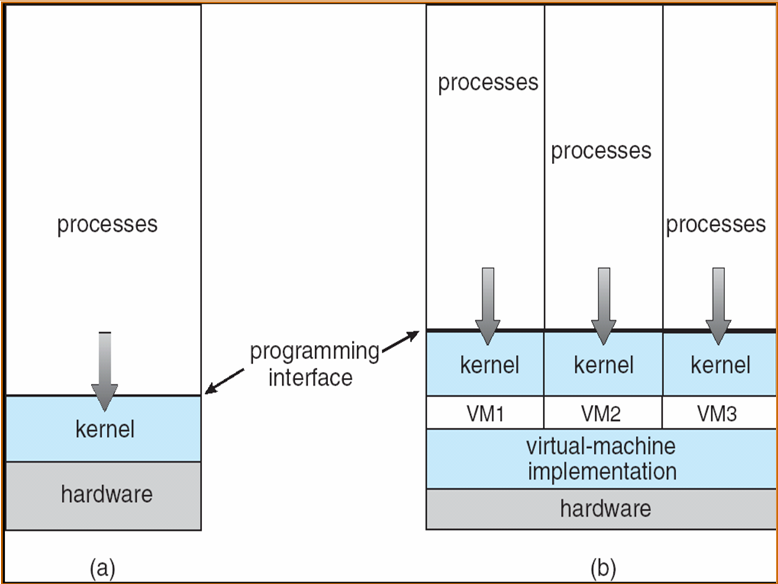 processes
kernel
hardware
(a)
programming
interface
processes
processes
processes
kernel
kernel
kernel
VM1
VM2
VM3
virtual-machine
implementation
hardware
(b)